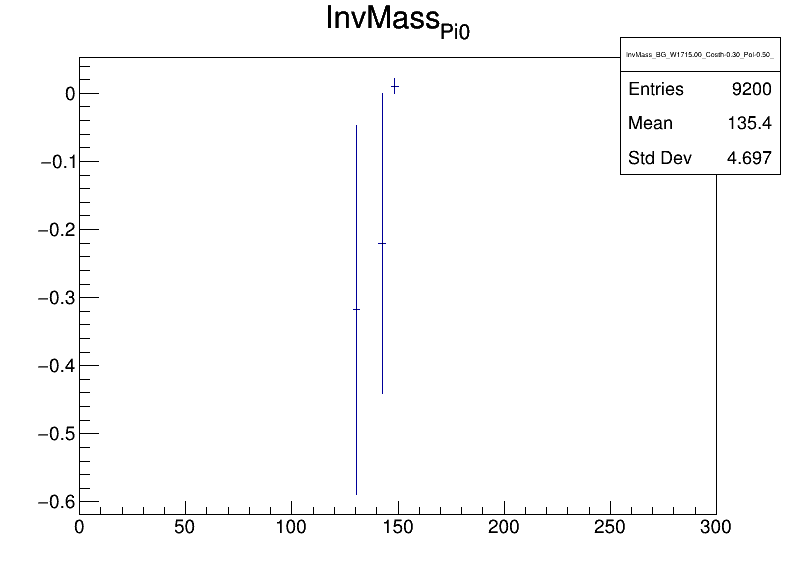 InvMass_Pi0
InvMass_BG_W1715.00_Costh-0.30_Pol-0.50_
Entries 9200
Mean 135.4
Std Dev 4.697
0
−0.1
−0.2
−0.3
−0.4
−0.5
−0.6
0 50 100 150 200 250 300